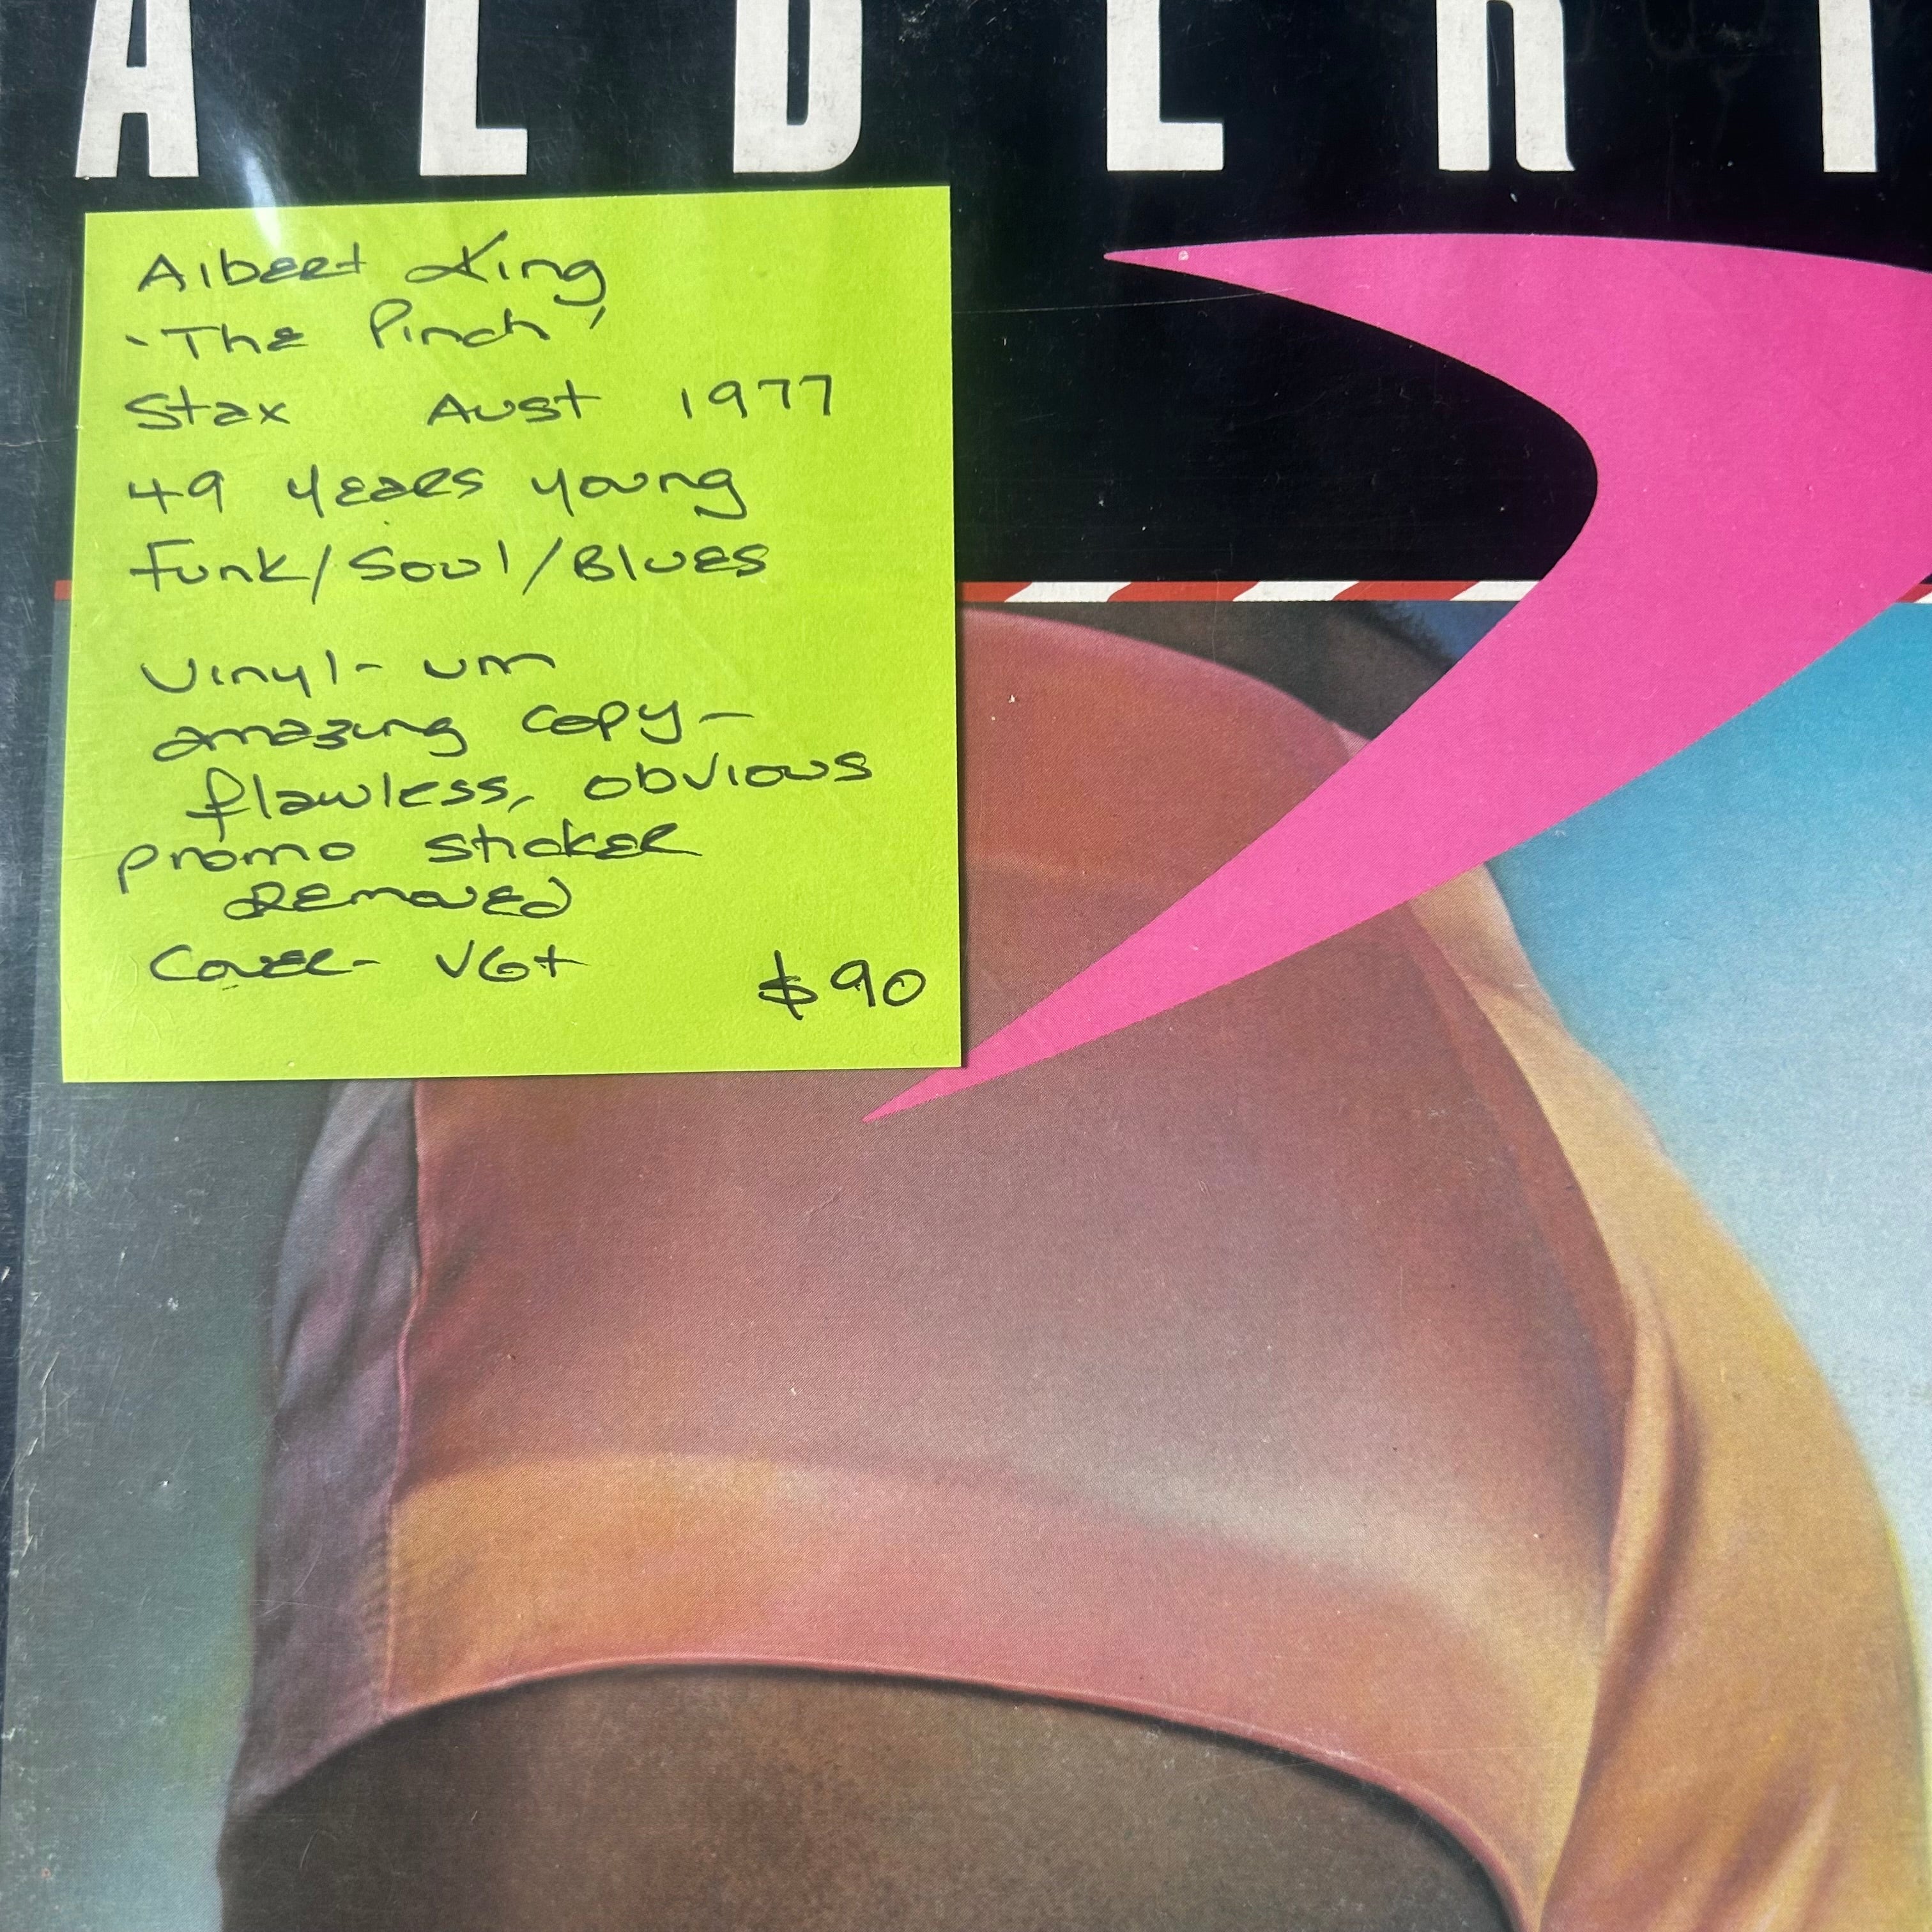 ALBERT
Albert King
'The Pinch'
Stax Aust 1977
49 years young
Funk/Soul/Blues
Vinyl- um
amazing copy-
flawless, obvious
promo sticker
removed
Cover- VG+
$90